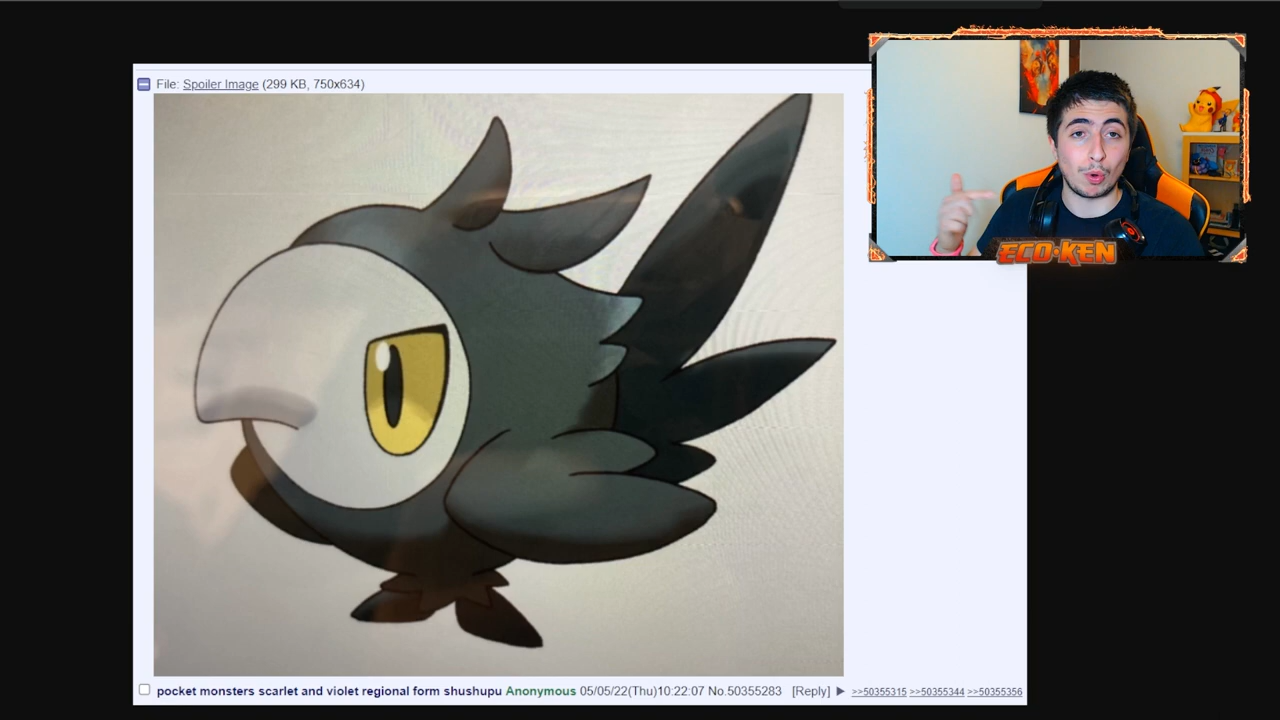 File: Spoiler Image (299 KB, 750x634)
ECO·KEN
pocket monsters scarlet and violet regional form shushupu Anonymous 05/05/22(Thu)10:22:07 No.50355283 [Reply] ▶ >>50355315 >>50355344 >>50355356